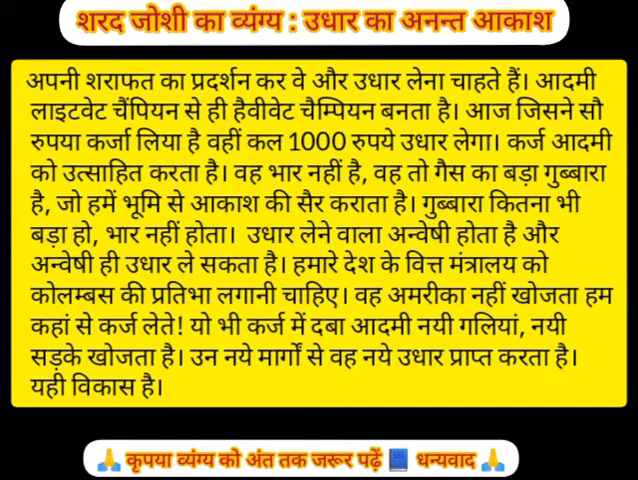 शरद जोशी का व्यंग्य : उधार का अनन्त आकाश
अपनी शराफत का प्रदर्शन कर वे और उधार लेना चाहते हैं। आदमी
लाइटवेट चैंपियन से ही हैवीवेट चैम्पियन बनता है। आज जिसने सौ
रुपया कर्जा लिया है वहीं कल 1000 रुपये उधार लेगा। कर्ज आदमी
को उत्साहित करता है। वह भार नहीं है, वह तो गैस का बड़ा गुब्बारा
है, जो हमें भूमि से आकाश की सैर कराता है। गुब्बारा कितना भी
बड़ा हो, भार नहीं होता। उधार लेने वाला अन्वेषी होता है और
अन्वेषी ही उधार ले सकता है। हमारे देश के वित्त मंत्रालय को
कोलम्बस की प्रतिभा लगानी चाहिए। वह अमरीका नहीं खोजता हम
कहां से कर्ज लेते! यो भी कर्ज में दबा आदमी नयी गलियां, नयी
सड़के खोजता है। उन नये मार्गों से वह नये उधार प्राप्त करता है।
यही विकास है।
🙏 कृपया व्यंग्य को अंत तक जरूर पढ़ें 📘 धन्यवाद 🙏